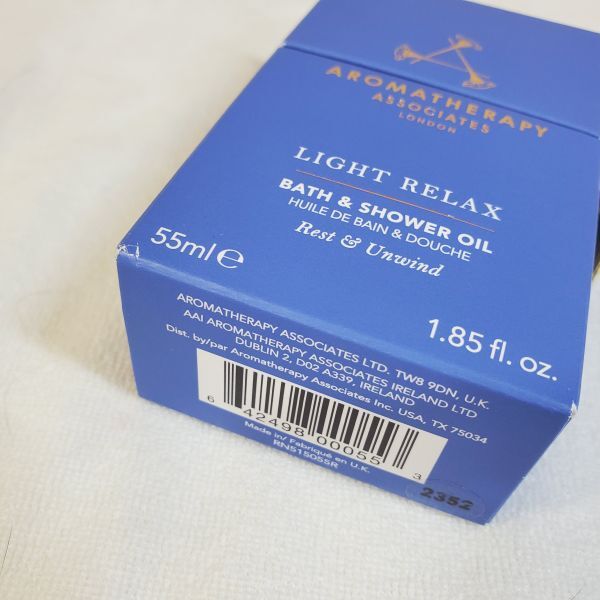 AROMATHERAPY
ASSOCIATES
LONDON
LIGHT RELAX
BATH & SHOWER OIL
HUILE DE BAIN & DOUCHE
Rest & Unwind
55ml ℮
1.85 fl. oz.
AROMATHERAPY ASSOCIATES LTD. TW8 9DN, U.K.
AAI AROMATHERAPY ASSOCIATES IRELAND LTD
DUBLIN 2, D02 A339, IRELAND
Dist. by/par Aromatherapy Associates Inc. USA, TX 75034
6 42498 00055 3
Made in/ Fabriqué en U.K.
RN515055R
2352